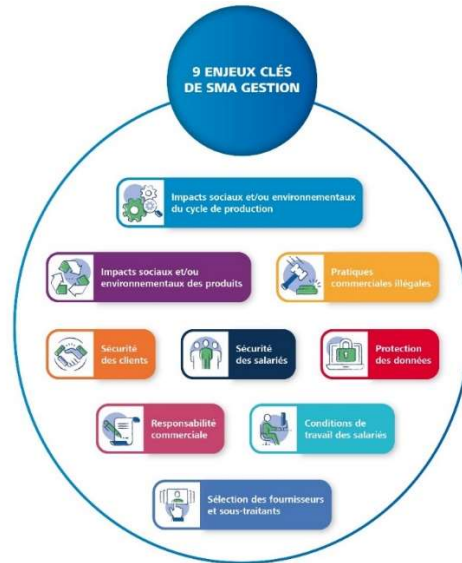 9 ENJEUX CLÉS
DE SMA GESTION
Impacts sociaux et/ou environnementaux
du cycle de production
Impacts sociaux et/ou
environnementaux des produits
Pratiques
commerciales illégales
Sécurité
des clients
Sécurité
des salariés
Protection
des données
Responsabilité
commerciale
Conditions de
travail des salariés
Sélection des fournisseurs
et sous-traitants